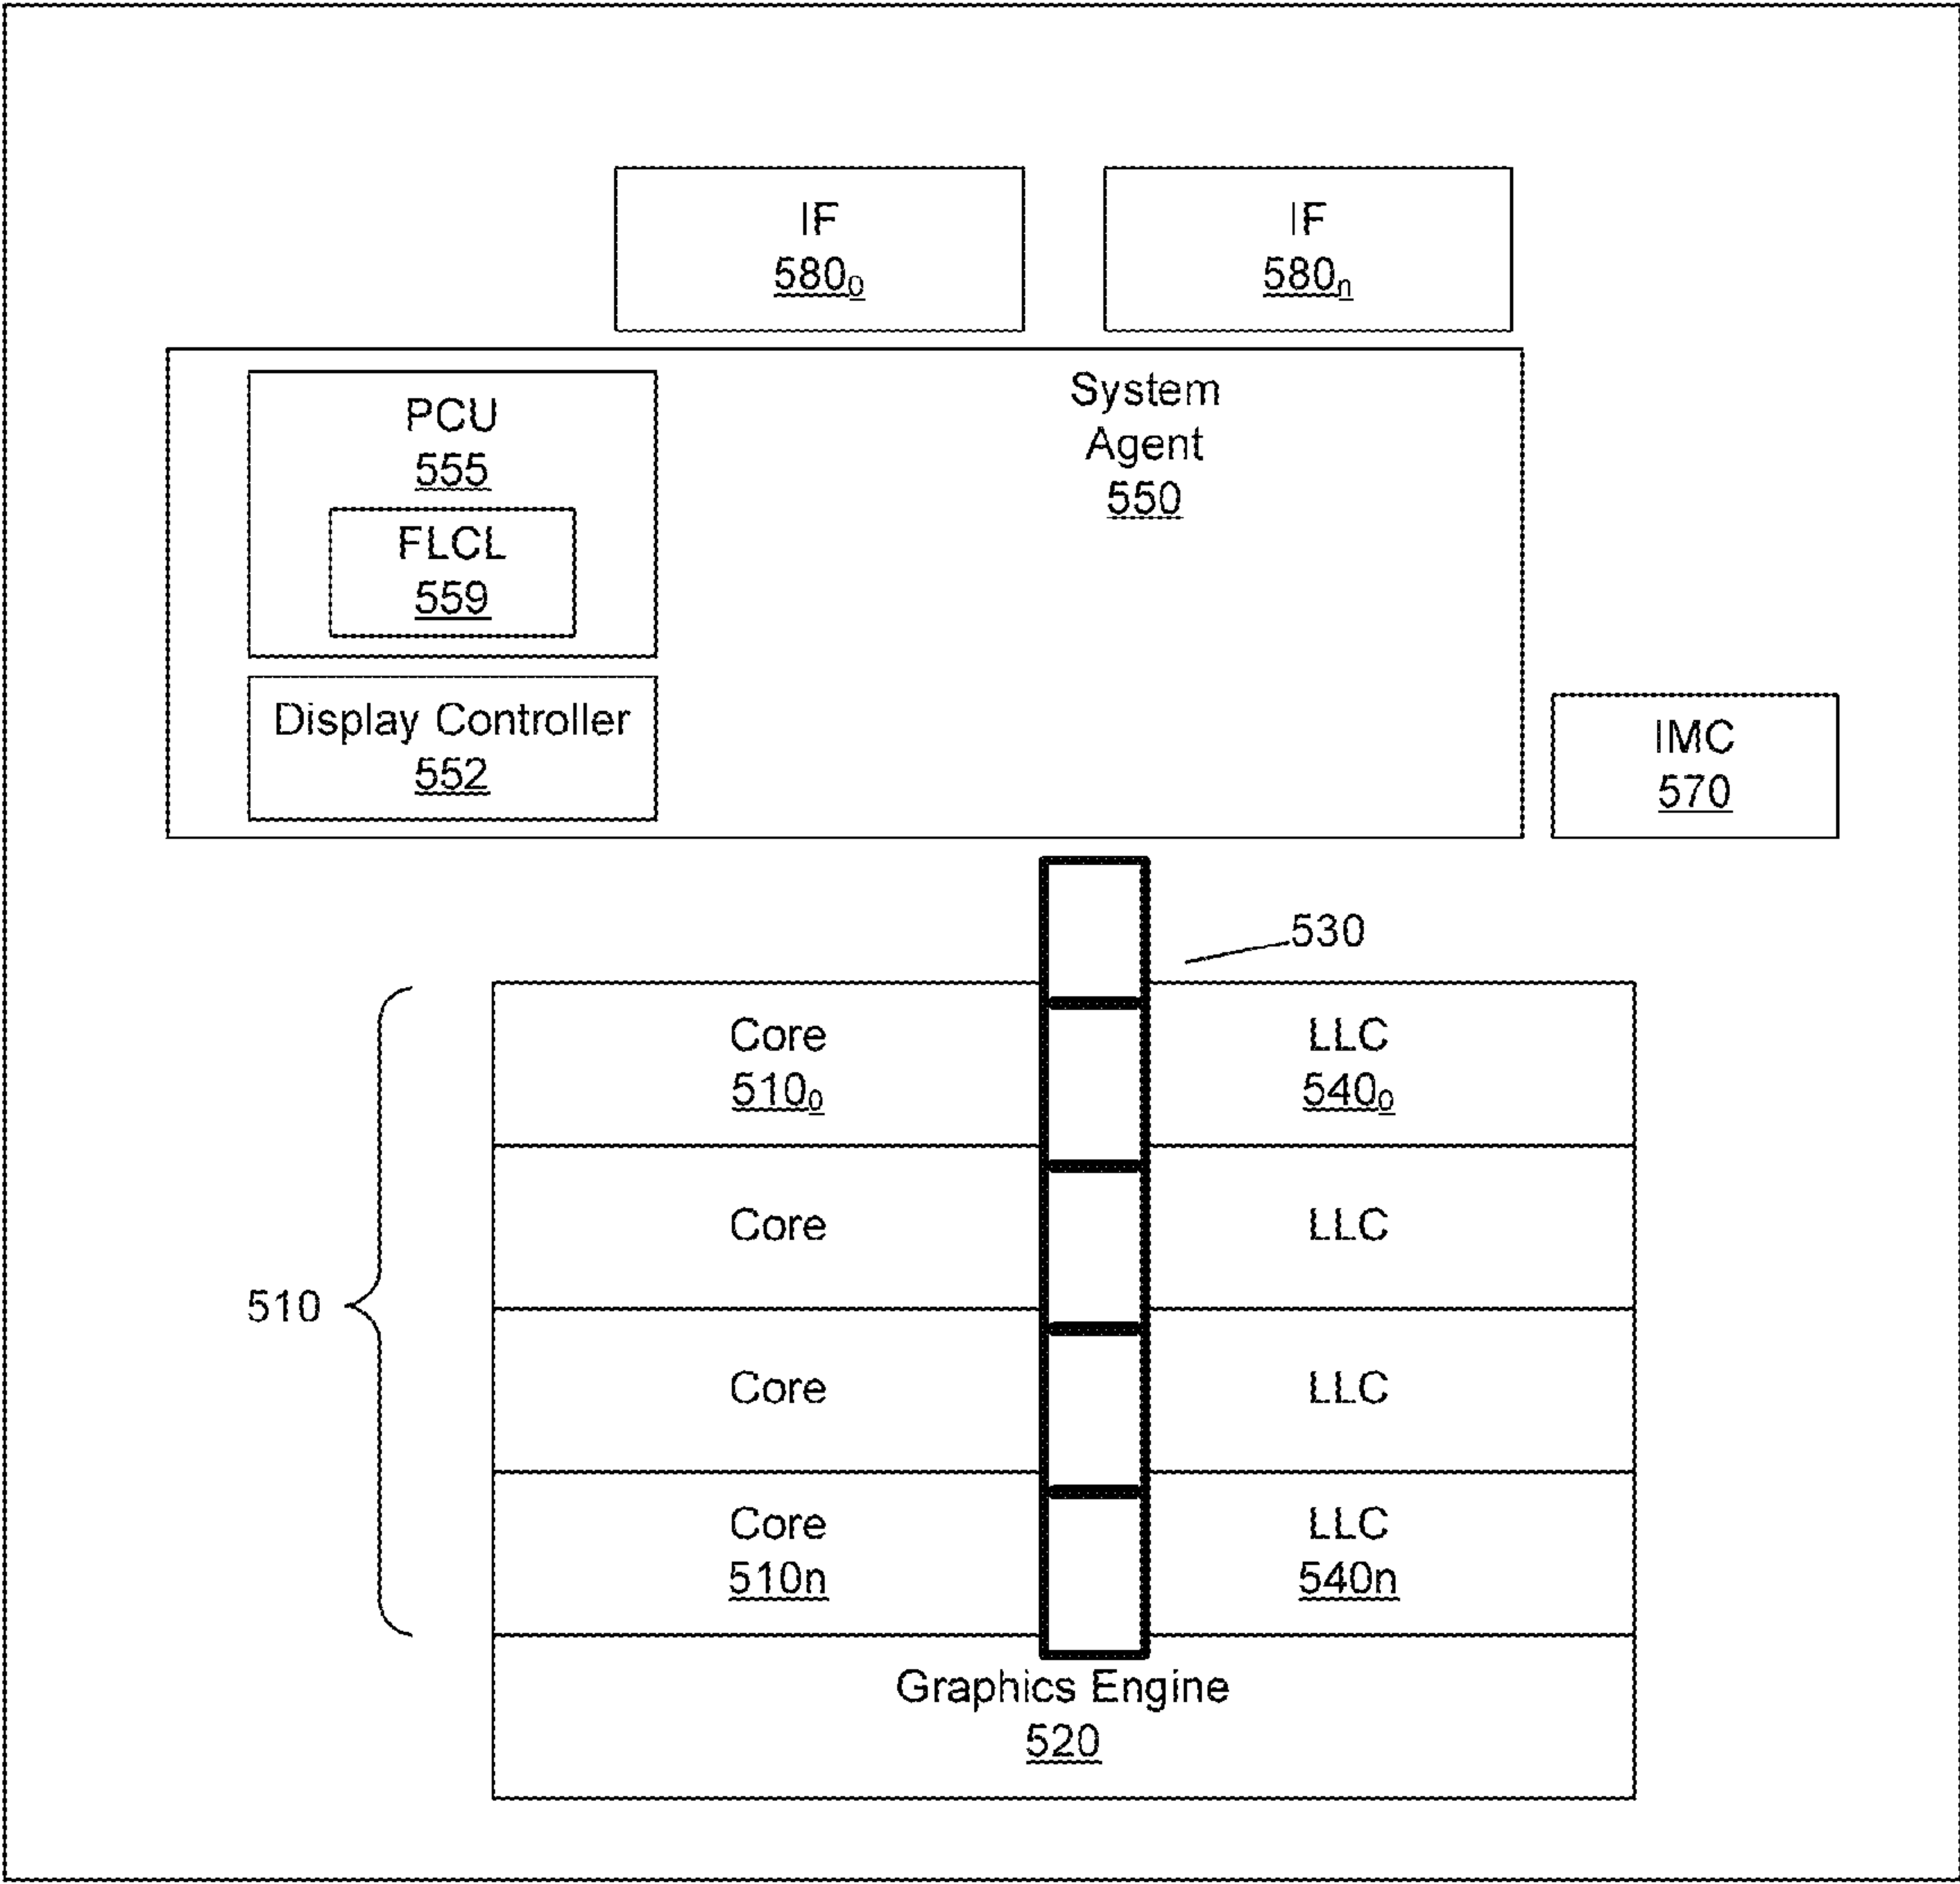 IF
580₀
IF
580ₙ
PCU
555
FLCL
559
System
Agent
550
Display Controller
552
IMC
570
530
Core
510₀
LLC
540₀
Core
LLC
510
Core
LLC
Core
510n
LLC
540n
Graphics Engine
520